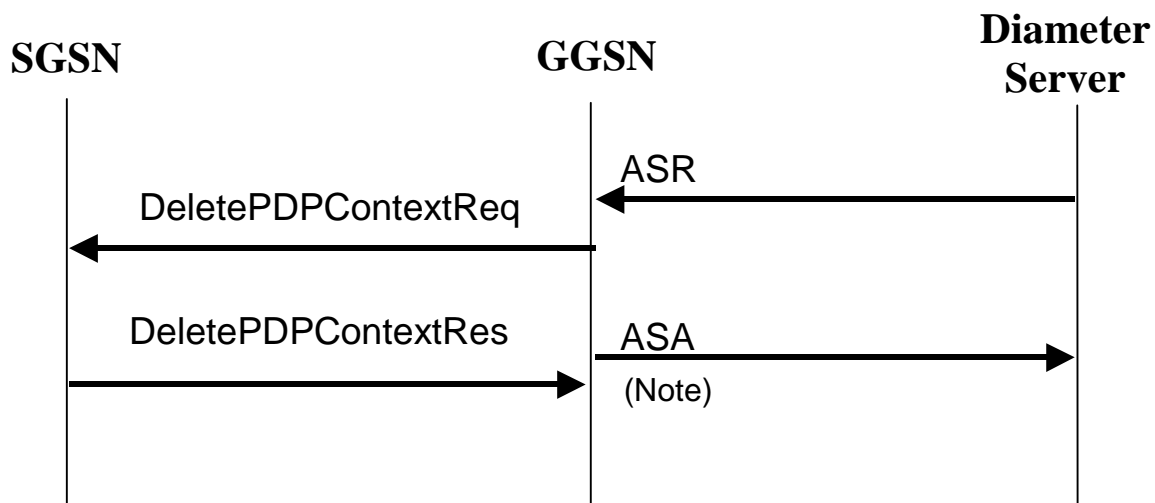 SGSN
GGSN
Diameter
Server
ASR
DeletePDPContextReq
DeletePDPContextRes
ASA
(Note)